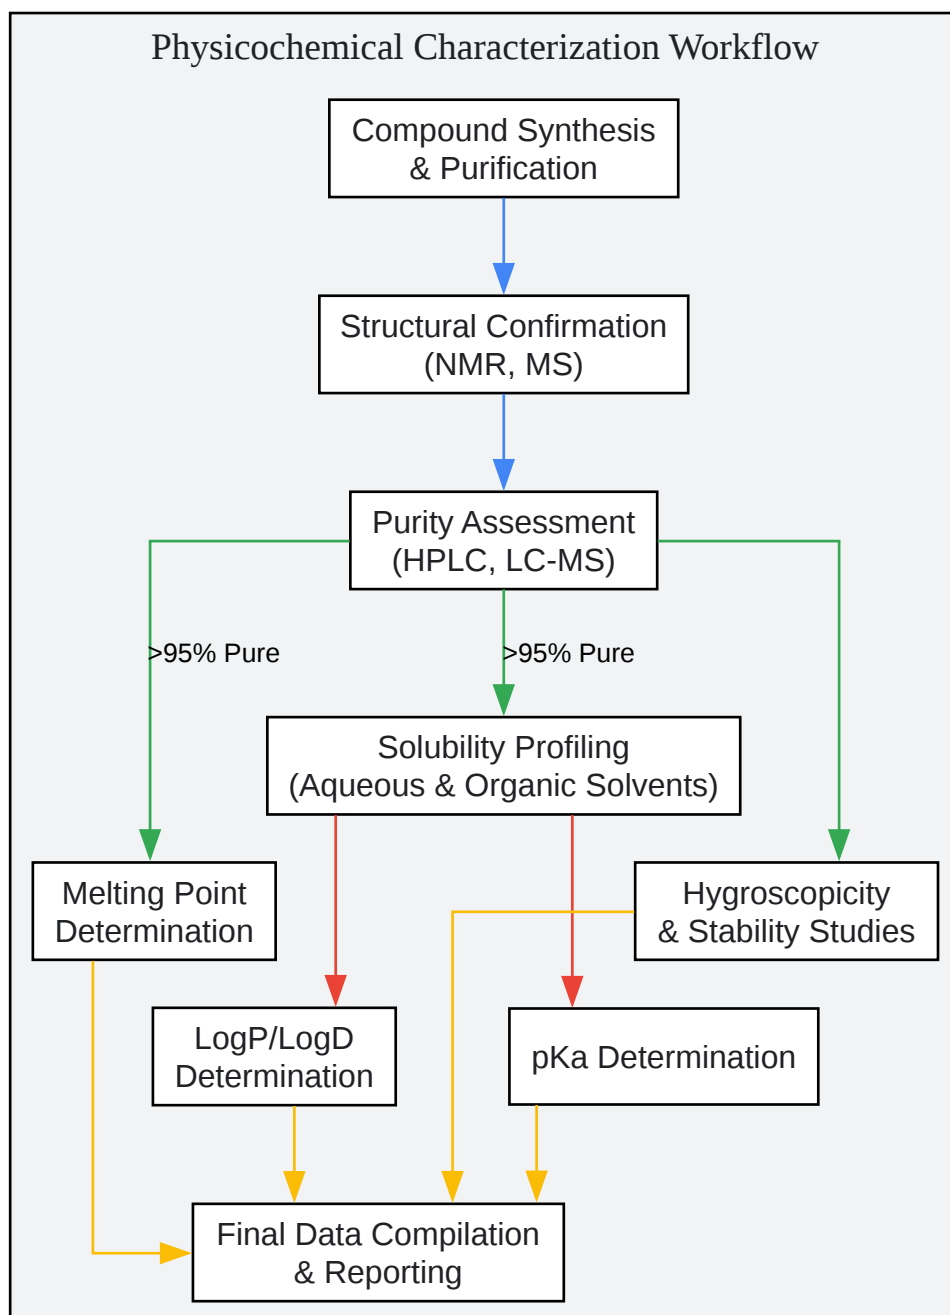 Physicochemical Characterization Workflow
Compound Synthesis
& Purification
Structural Confirmation
(NMR, MS)
Purity Assessment
(HPLC, LC-MS)
>95% Pure
>95% Pure
Solubility Profiling
(Aqueous & Organic Solvents)
Melting Point
Determination
Hygroscopicity
& Stability Studies
LogP/LogD
Determination
pKa Determination
Final Data Compilation
& Reporting